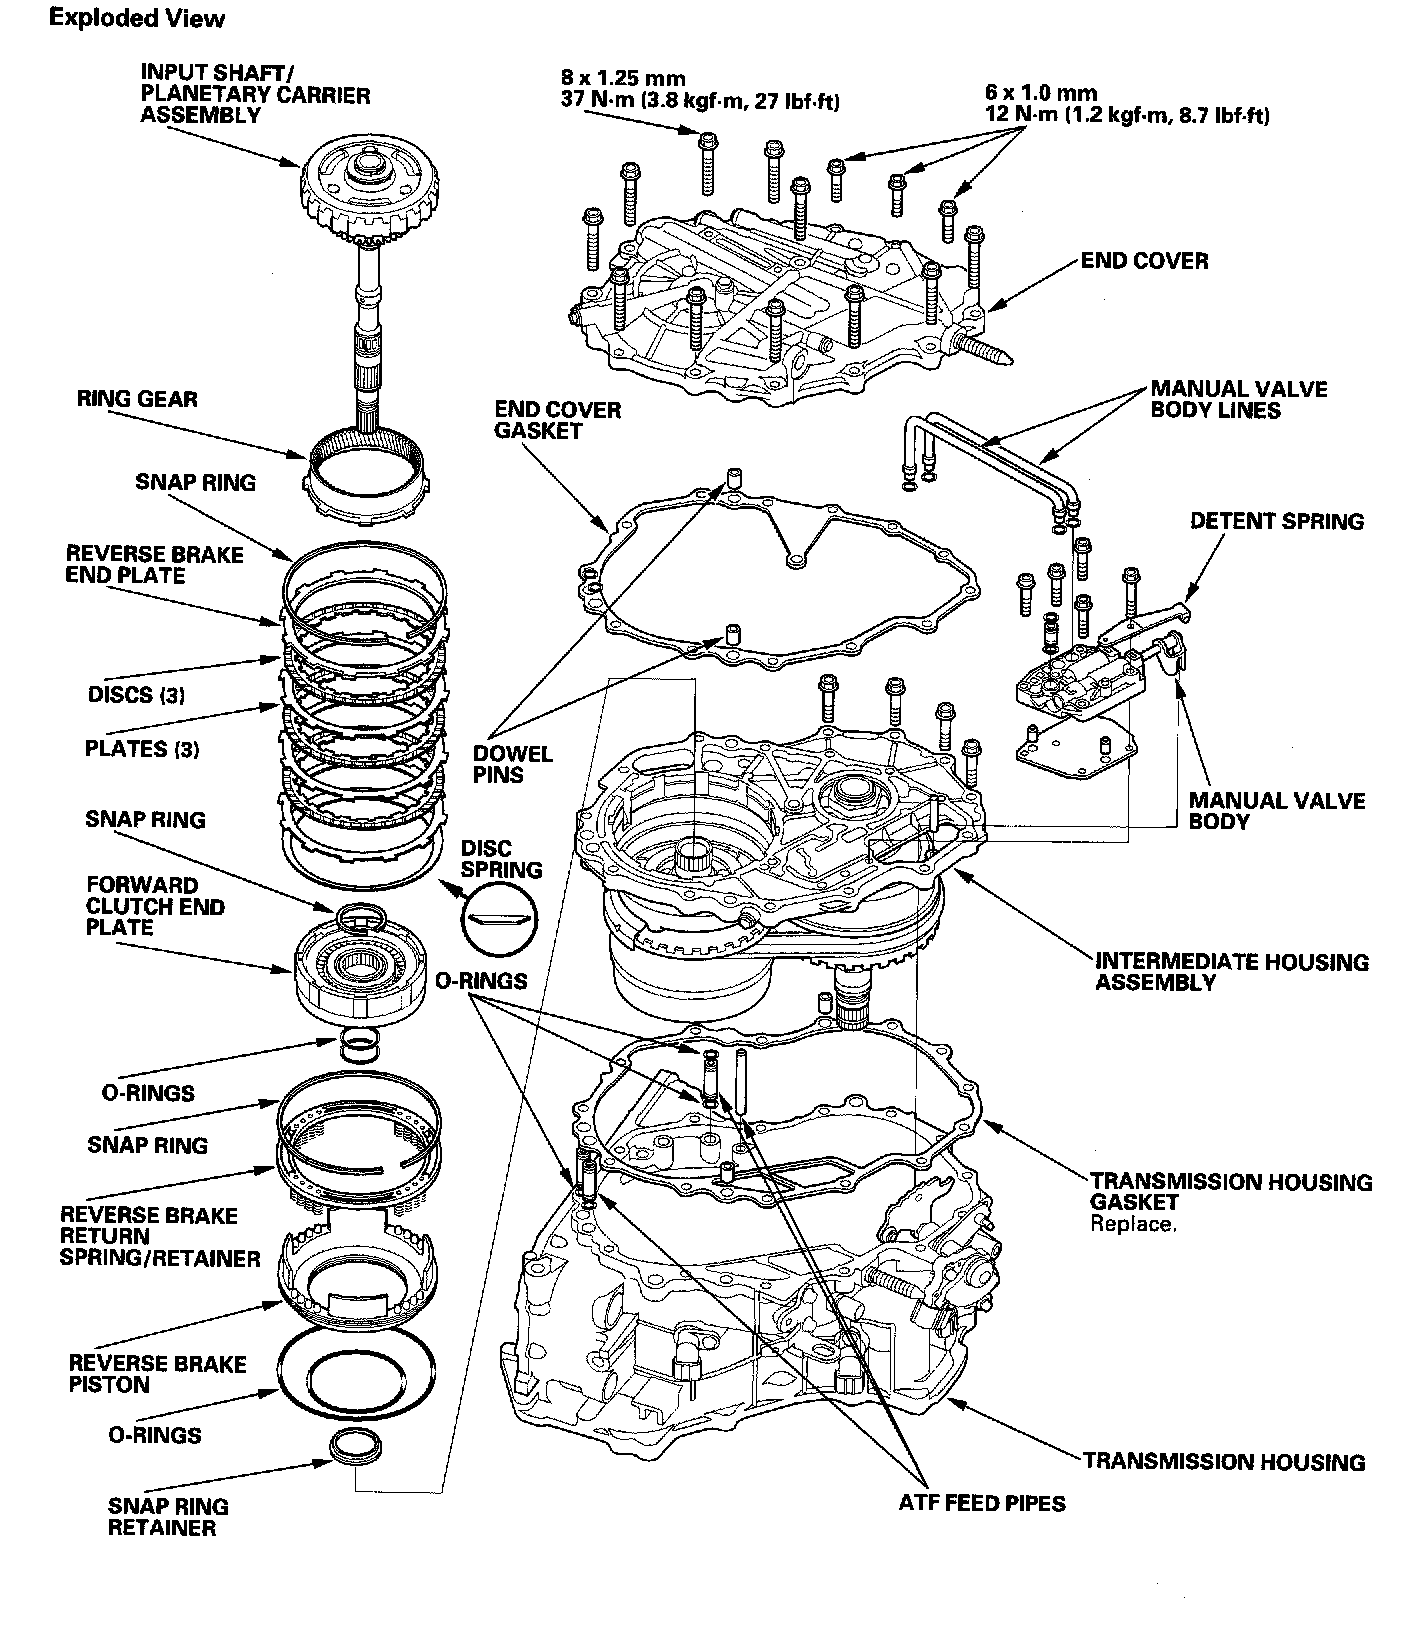 Exploded View
INPUT SHAFT/
PLANETARY CARRIER
ASSEMBLY
8 x 1.25 mm
37 N·m (3.8 kgf·m, 27 lbf·ft)
6 x 1.0 mm
12 N·m (1.2 kgf·m, 8.7 lbf·ft)
END COVER
RING GEAR
END COVER
GASKET
MANUAL VALVE
BODY LINES
SNAP RING
DETENT SPRING
REVERSE BRAKE
END PLATE
DISCS (3)
PLATES (3)
DOWEL
PINS
MANUAL VALVE
BODY
SNAP RING
DISC
SPRING
FORWARD
CLUTCH END
PLATE
O-RINGS
INTERMEDIATE HOUSING
ASSEMBLY
O-RINGS
SNAP RING
TRANSMISSION HOUSING
GASKET
Replace.
REVERSE BRAKE
RETURN
SPRING/RETAINER
REVERSE BRAKE
PISTON
O-RINGS
TRANSMISSION HOUSING
SNAP RING
RETAINER
ATF FEED PIPES